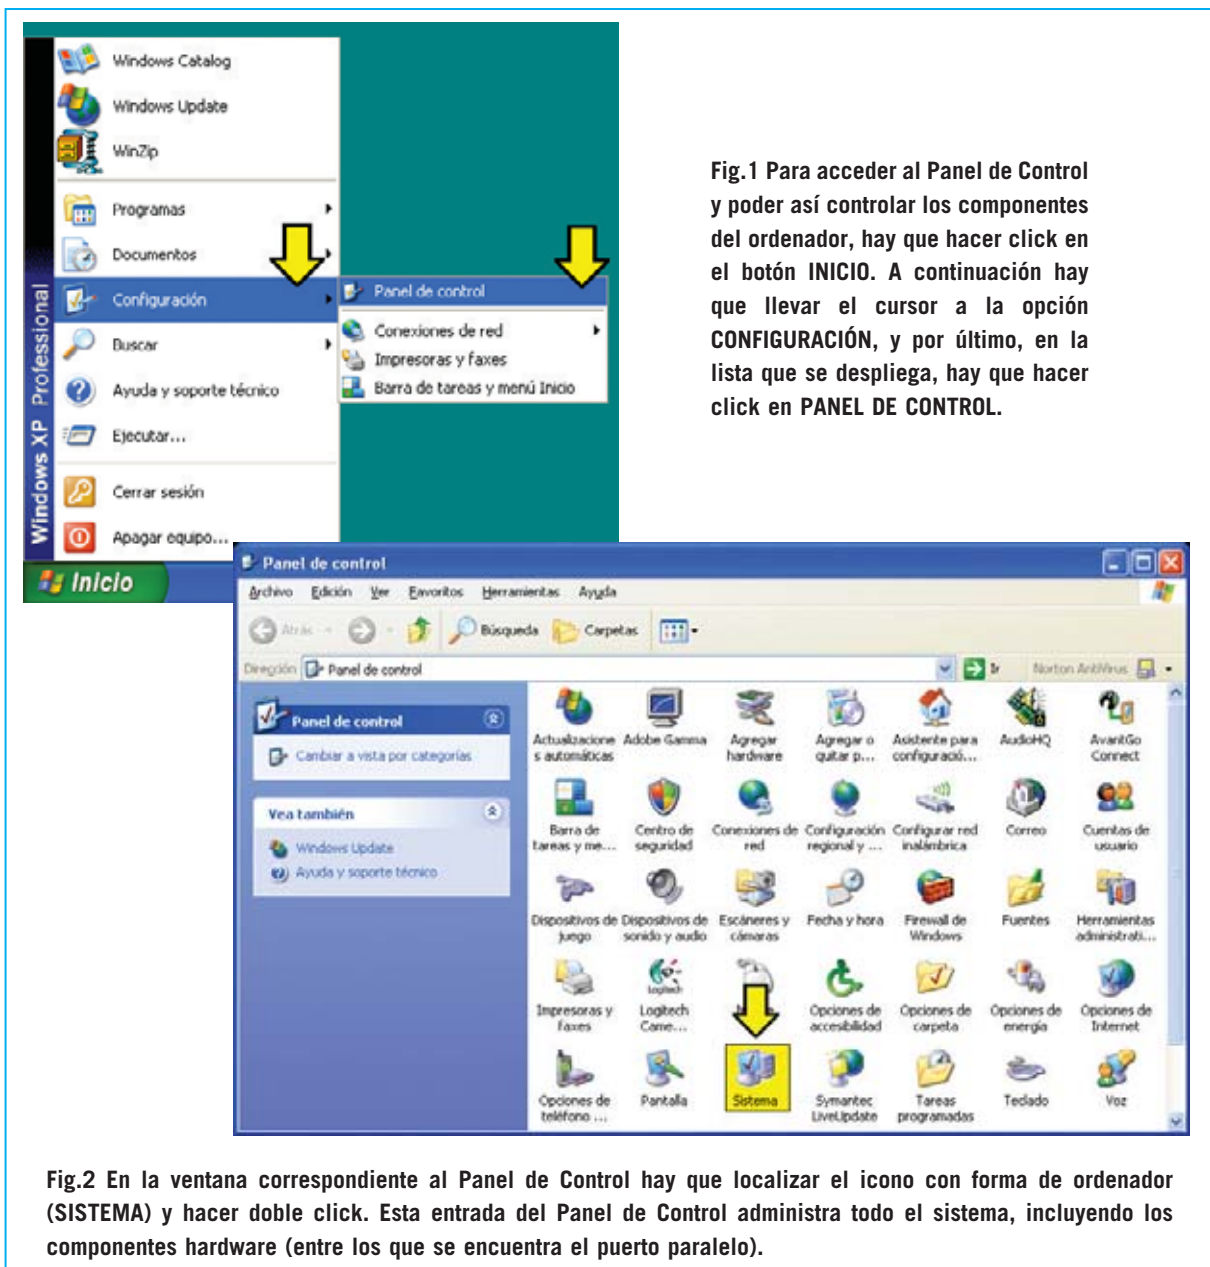 Windows Catalog
Windows Update
WinZip
Programas
Documentos
Configuración
Buscar
Ayuda y soporte técnico
Ejecutar...
Cerrar sesión
Apagar equipo...
Windows XP Professional
Inicio
Panel de control
Conexiones de red
Impresoras y faxes
Barra de tareas y menú Inicio
Fig.1 Para acceder al Panel de Control
y poder así controlar los componentes
del ordenador, hay que hacer click en
el botón INICIO. A continuación hay
que llevar el cursor a la opción
CONFIGURACIÓN, y por último, en la
lista que se despliega, hay que hacer
click en PANEL DE CONTROL.
Panel de control
Archivo Edición Ver Favoritos Herramientas Ayuda
Atrás Búsqueda Carpetas
Dirección Panel de control Ir Norton AntiVirus
Panel de control
Cambiar a vista por categorías
Vea también
Windows Update
Ayuda y soporte técnico
Actualizacione Adobe Gamma Agregar Agregar o Asistente para AudioHQ AvantGo
s automáticas hardware quitar p... configuració... Connect
Barra de Centro de Conexiones de Configuración Configurar red Correo Cuentas de
tareas y me... seguridad red regional y ... inalámbrica usuario
Dispositivos de Dispositivos de Escáneres y Fecha y hora Firewall de Fuentes Herramientas
juego sonido y audio cámaras Windows administrati...
Logitech
Impresoras y Logitech Opciones de Opciones de Opciones de Opciones de
faxes Came... accesibilidad carpeta energía Internet
Opciones de Pantalla Sistema Symantec Tareas Teclado Voz
teléfono ... LiveUpdate programadas
Fig.2 En la ventana correspondiente al Panel de Control hay que localizar el icono con forma de ordenador
(SISTEMA) y hacer doble click. Esta entrada del Panel de Control administra todo el sistema, incluyendo los
componentes hardware (entre los que se encuentra el puerto paralelo).